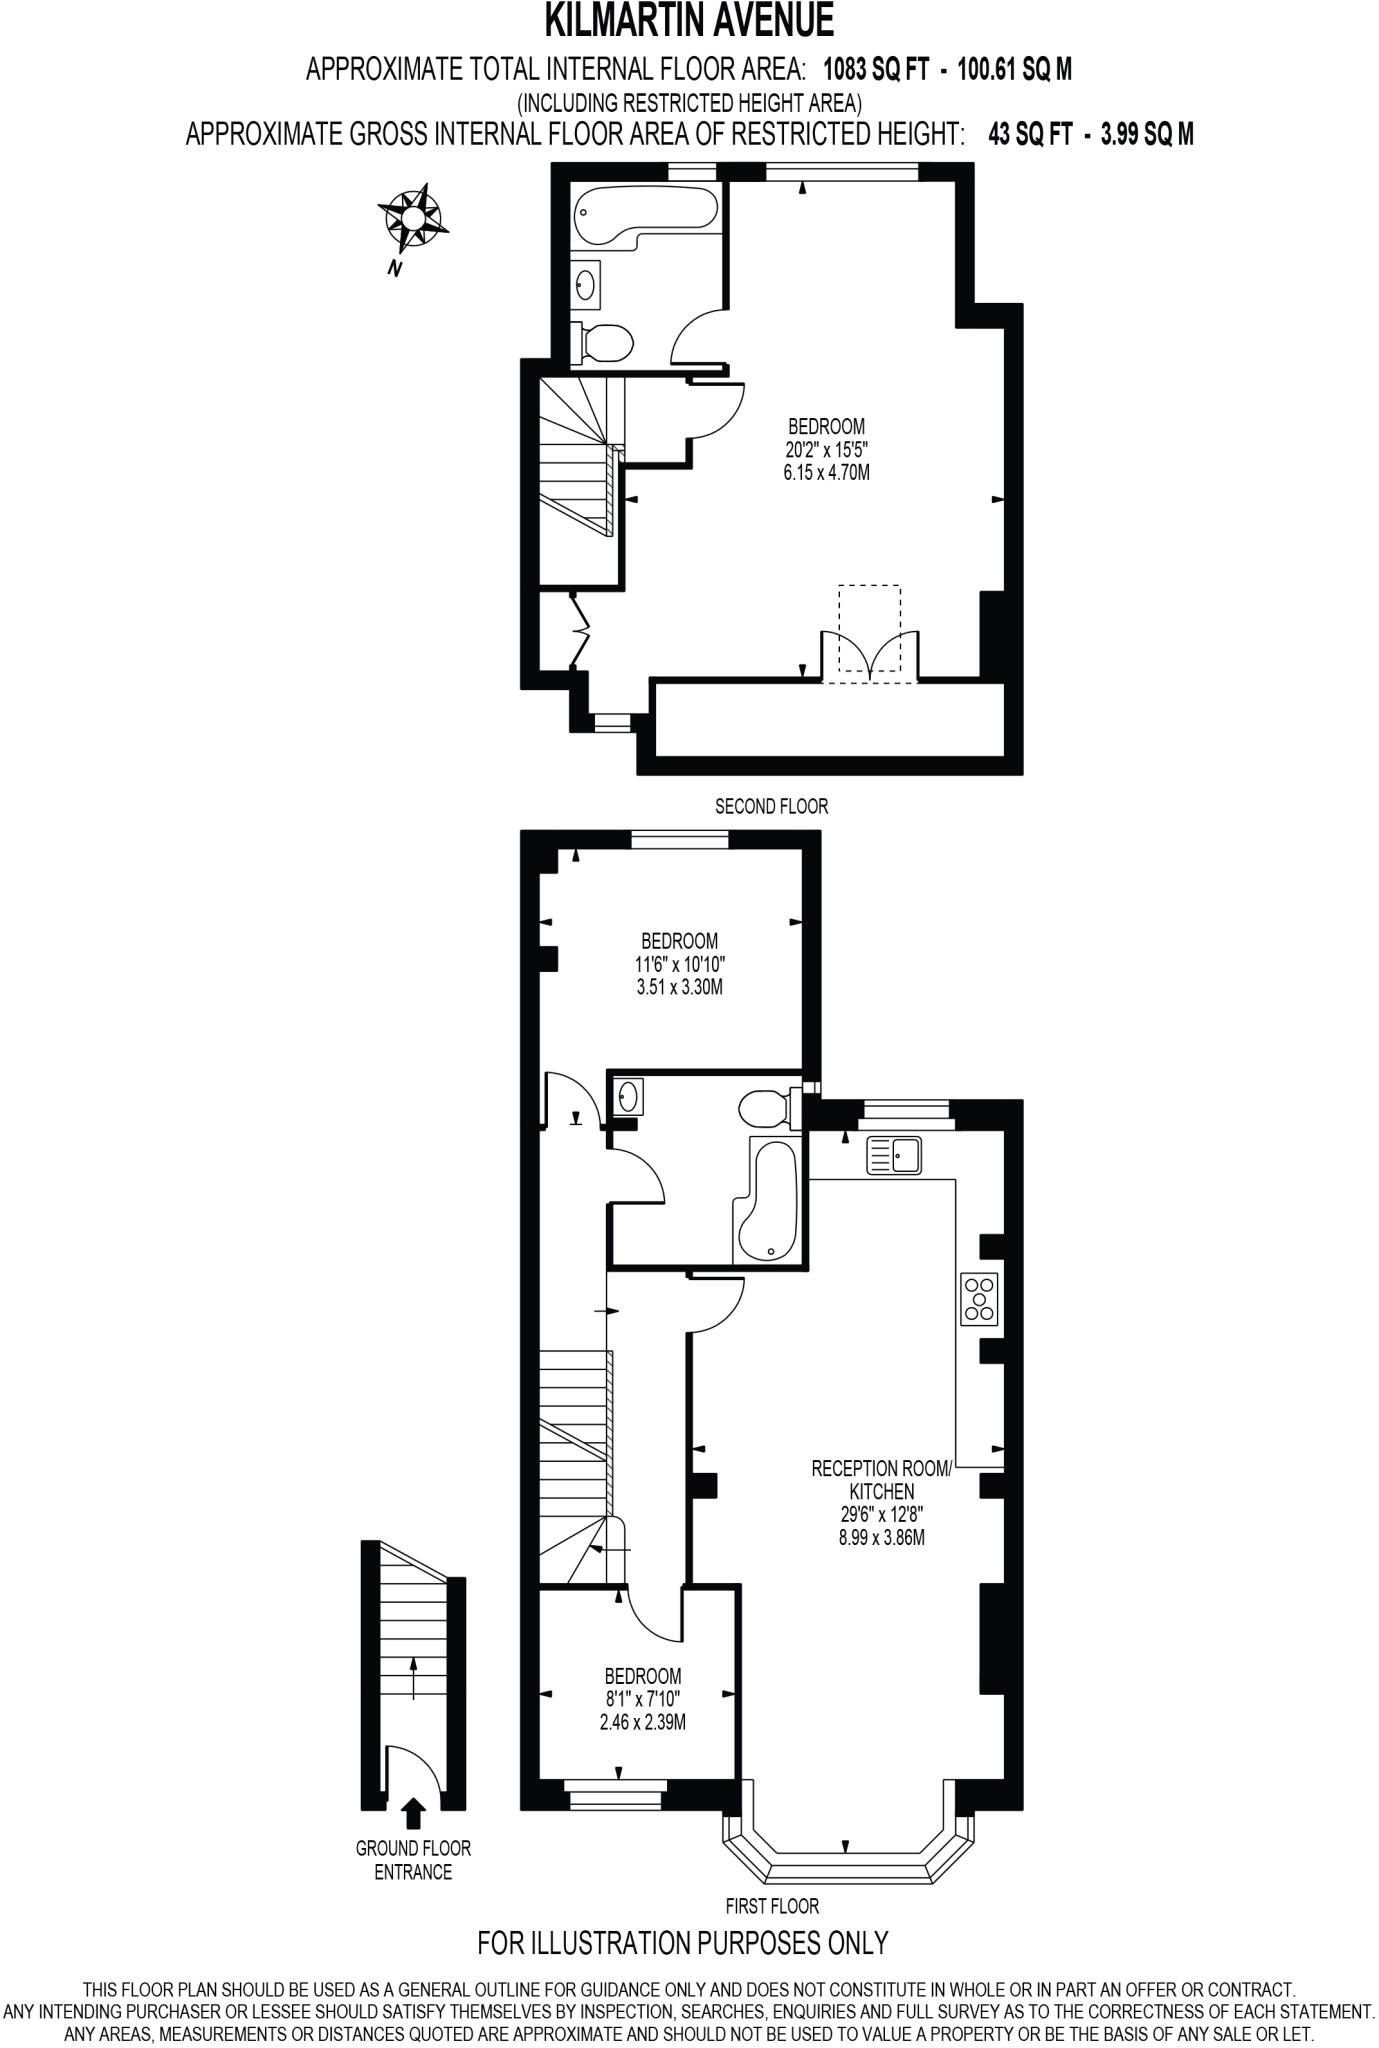 KILMARTIN AVENUE
APPROXIMATE TOTAL INTERNAL FLOOR AREA: 1083 SQ FT - 100.61 SQ M
(INCLUDING RESTRICTED HEIGHT AREA)
APPROXIMATE GROSS INTERNAL FLOOR AREA OF RESTRICTED HEIGHT: 43 SQ FT - 3.99 SQ M
N
BEDROOM
20'2" x 15'5"
6.15 x 4.70M
SECOND FLOOR
BEDROOM
11'6" x 10'10"
3.51 x 3.30M
RECEPTION ROOM/
KITCHEN
29'6" x 12'8"
8.99 x 3.86M
BEDROOM
8'1" x 7'10"
2.46 x 2.39M
GROUND FLOOR
ENTRANCE
FIRST FLOOR
FOR ILLUSTRATION PURPOSES ONLY
THIS FLOOR PLAN SHOULD BE USED AS A GENERAL OUTLINE FOR GUIDANCE ONLY AND DOES NOT CONSTITUTE IN WHOLE OR IN PART AN OFFER OR CONTRACT.
ANY INTENDING PURCHASER OR LESSEE SHOULD SATISFY THEMSELVES BY INSPECTION, SEARCHES, ENQUIRIES AND FULL SURVEY AS TO THE CORRECTNESS OF EACH STATEMENT.
ANY AREAS, MEASUREMENTS OR DISTANCES QUOTED ARE APPROXIMATE AND SHOULD NOT BE USED TO VALUE A PROPERTY OR BE THE BASIS OF ANY SALE OR LET.